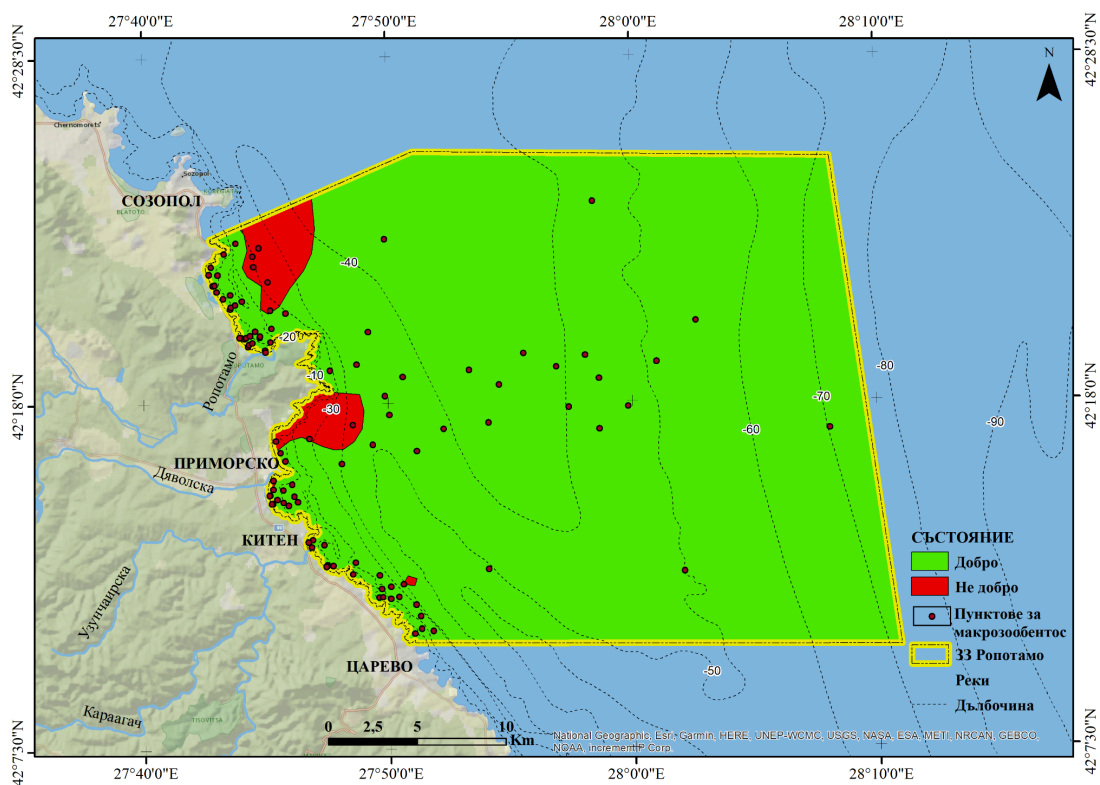 27°40'0"E
27°50'0"E
28°0'0"E
28°10'0"E
42°28'30"N
42°28'30"N
N
Chernomorets
Sozopol
СОЗОПОЛ
BLATOTO
-40
-20
-10
-30
-80
-70
-60
-90
-50
Ропотамо
42°18'0"N
42°18'0"N
ПРИМОРСКО
Дяволска
КИТЕН
Узунчаирска
ЦАРЕВО
Караагач
TISOVITSA
СЪСТОЯНИЕ
Добро
Не добро
Пунктове за
макрозообентос
ЗЗ Ропотамо
Реки
Дълбочина
0 2,5 5 10
Km
National Geographic, Esri, Garmin, HERE, UNEP-WCMC, USGS, NASA, ESA, METI, NRCAN, GEBCO,
NOAA, increment P Corp.
42°7'30"N
42°7'30"N
27°40'0"E
27°50'0"E
28°0'0"E
28°10'0"E